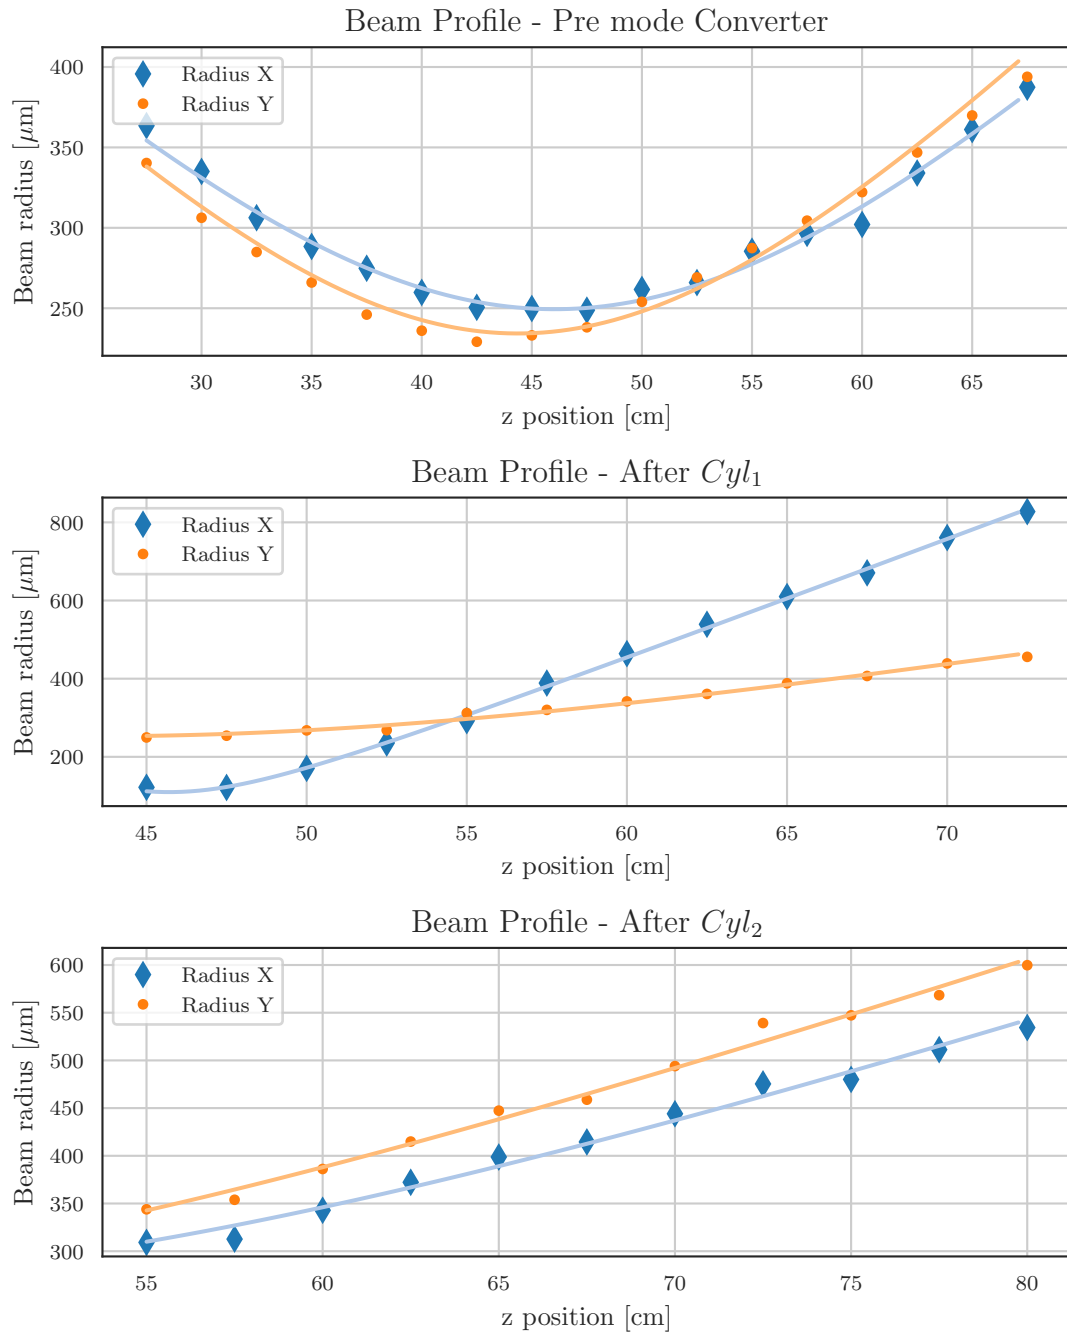 Beam Profile - Pre mode Converter
Radius X
Radius Y
Beam radius [μm]
400
350
300
250
30 35 40 45 50 55 60 65
z position [cm]
Beam Profile - After Cyl₁
Radius X
Radius Y
Beam radius [μm]
800
600
400
200
45 50 55 60 65 70
z position [cm]
Beam Profile - After Cyl₂
Radius X
Radius Y
Beam radius [μm]
600
550
500
450
400
350
300
55 60 65 70 75 80
z position [cm]